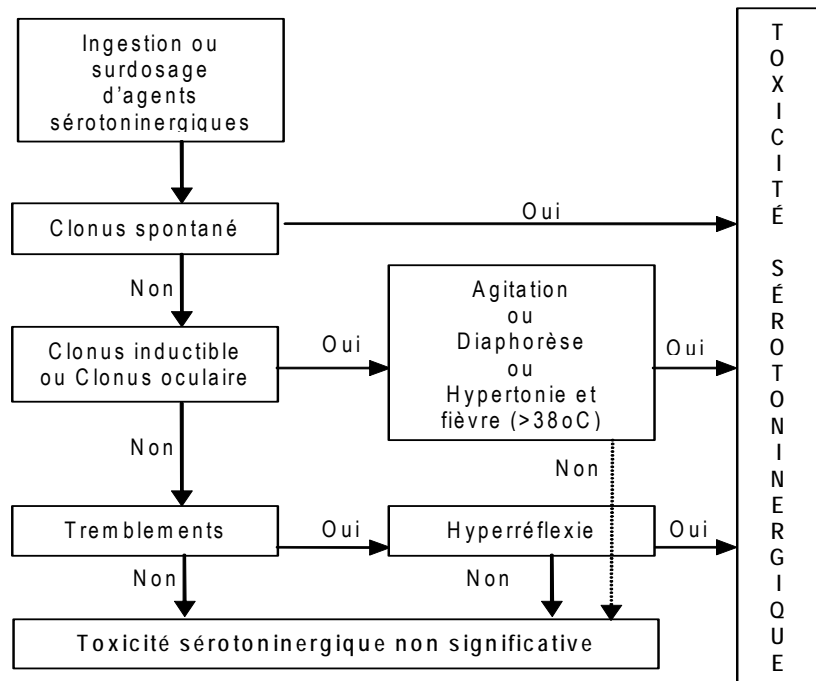 Ingestion ou
surdosage
d'agents
sérotoninergiques
Clonus spontané
Oui
Non
Clonus inductible
ou Clonus oculaire
Oui
Agitation
ou
Diaphorèse
ou
Hypertonie et
fièvre (>38oC)
Oui
Non
Non
Tremblements
Oui
Hyperréflexie
Oui
Non
Non
Toxicité sérotoninergique non significative
TOXICITÉ SÉROTONINERGIQUE